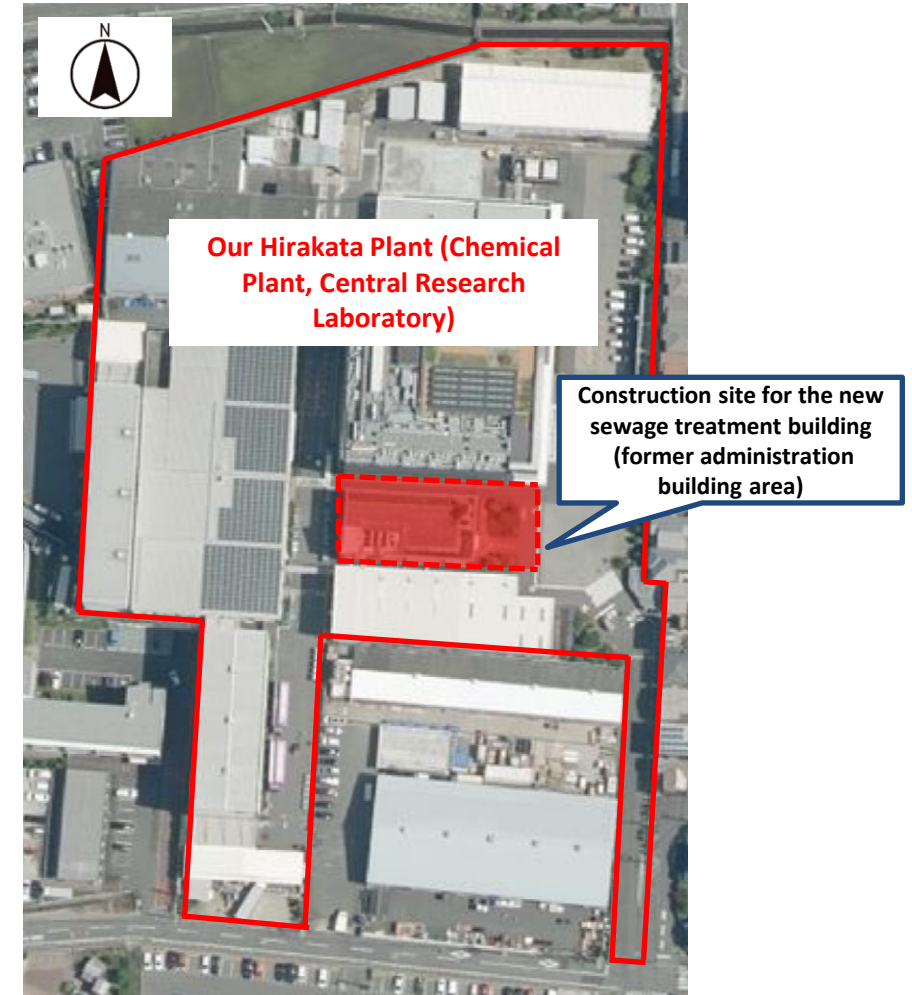 N
Our Hirakata Plant (Chemical
Plant, Central Research
Laboratory)
Construction site for the new
sewage treatment building
(former administration
building area)